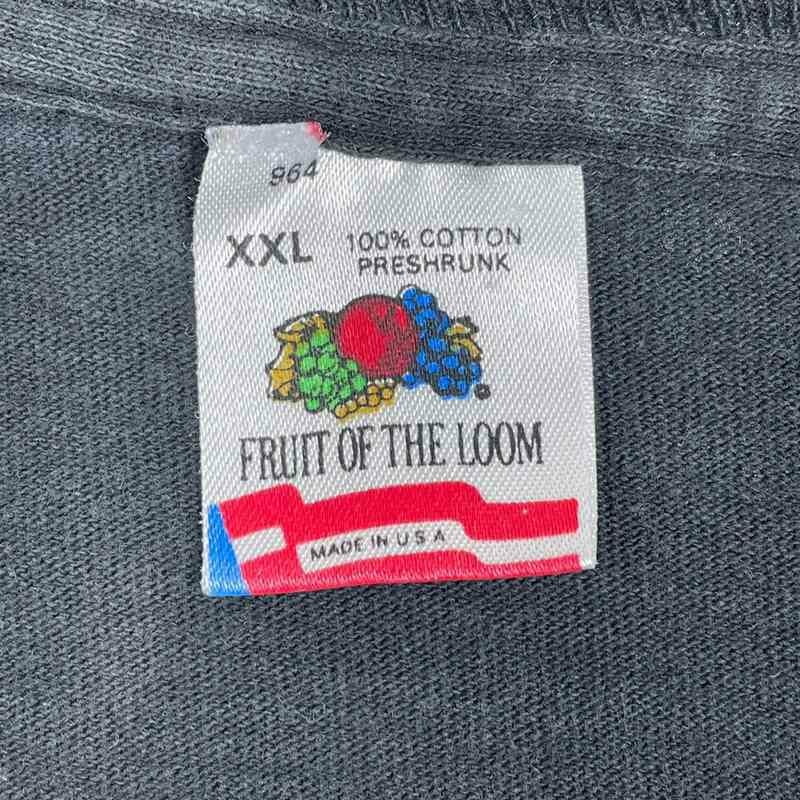 964
XXL 100% COTTON
PRESHRUNK
FRUIT OF THE LOOM
MADE IN U S A